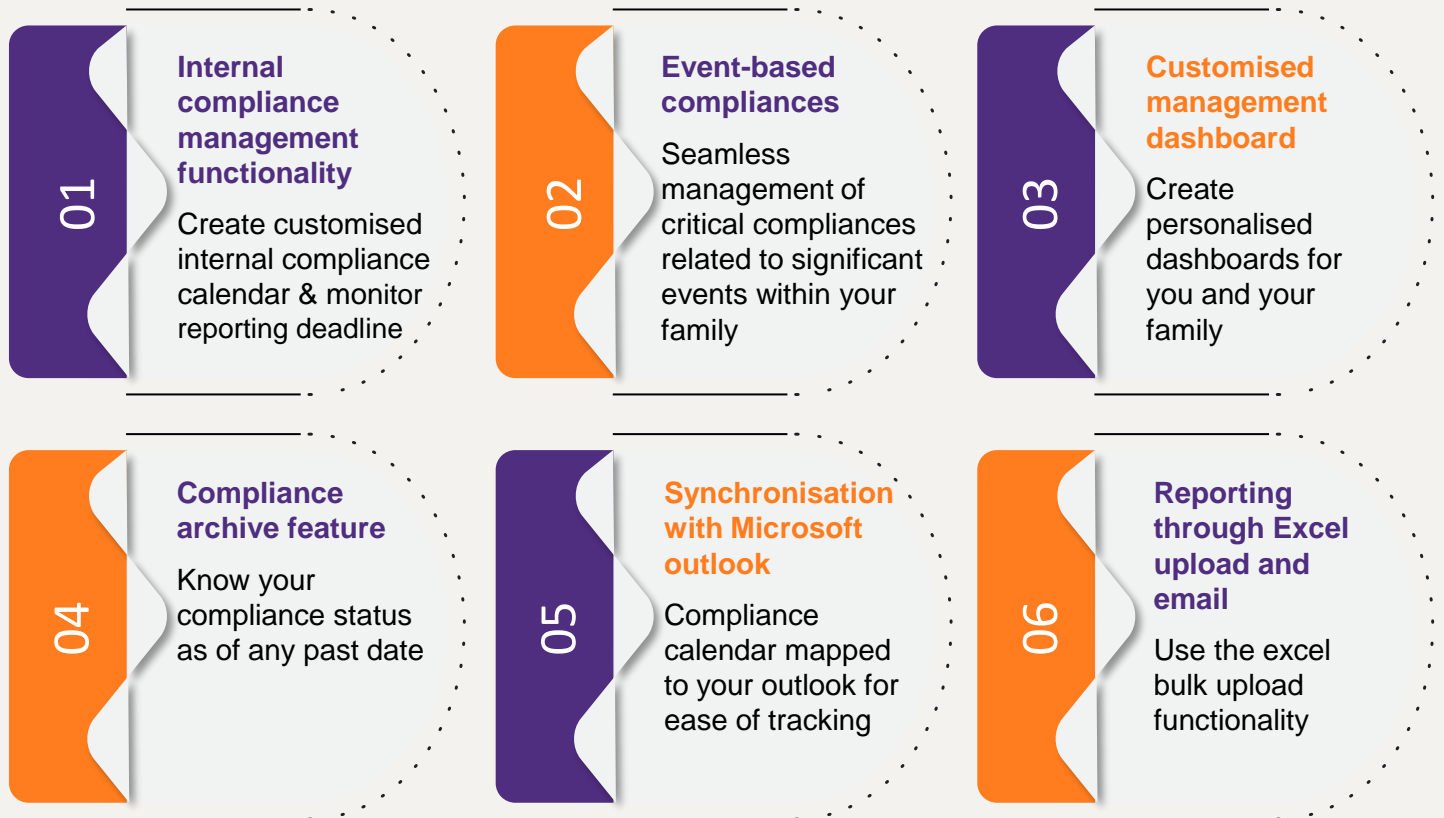 01
Internal
compliance
management
functionality
Create customised
internal compliance
calendar & monitor
reporting deadline
02
Event-based
compliances
Seamless
management of
critical compliances
related to significant
events within your
family
03
Customised
management
dashboard
Create
personalised
dashboards for
you and your
family
04
Compliance
archive feature
Know your
compliance status
as of any past date
05
Synchronisation
with Microsoft
outlook
Compliance
calendar mapped
to your outlook for
ease of tracking
06
Reporting
through Excel
upload and
email
Use the excel
bulk upload
functionality